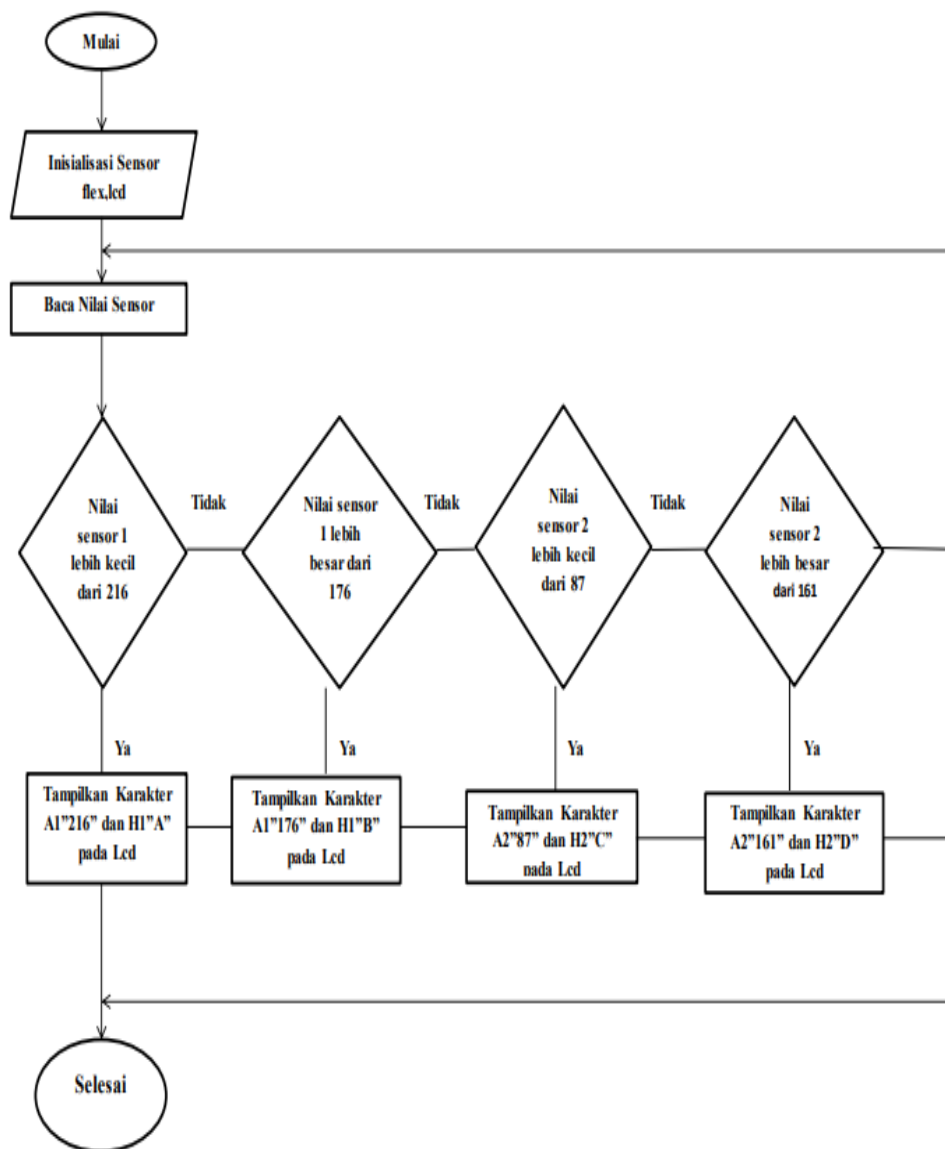 Mulai
Inisialisasi Sensor
flex,lcd
Baca Nilai Sensor
Nilai
sensor 1
lebih kecil
dari 216
Tidak
Nilai sensor
1 lebih
besar dari
176
Tidak
Nilai
sensor 2
lebih kecil
dari 87
Tidak
Nilai
sensor 2
lebih besar
dari 161
Ya
Ya
Ya
Ya
Tampilkan Karakter
A1”216” dan H1”A”
pada Lcd
Tampilkan Karakter
A1”176” dan H1”B”
pada Lcd
Tampilkan Karakter
A2”87” dan H2”C”
pada Lcd
Tampilkan Karakter
A2”161” dan H2”D”
pada Lcd
Selesai